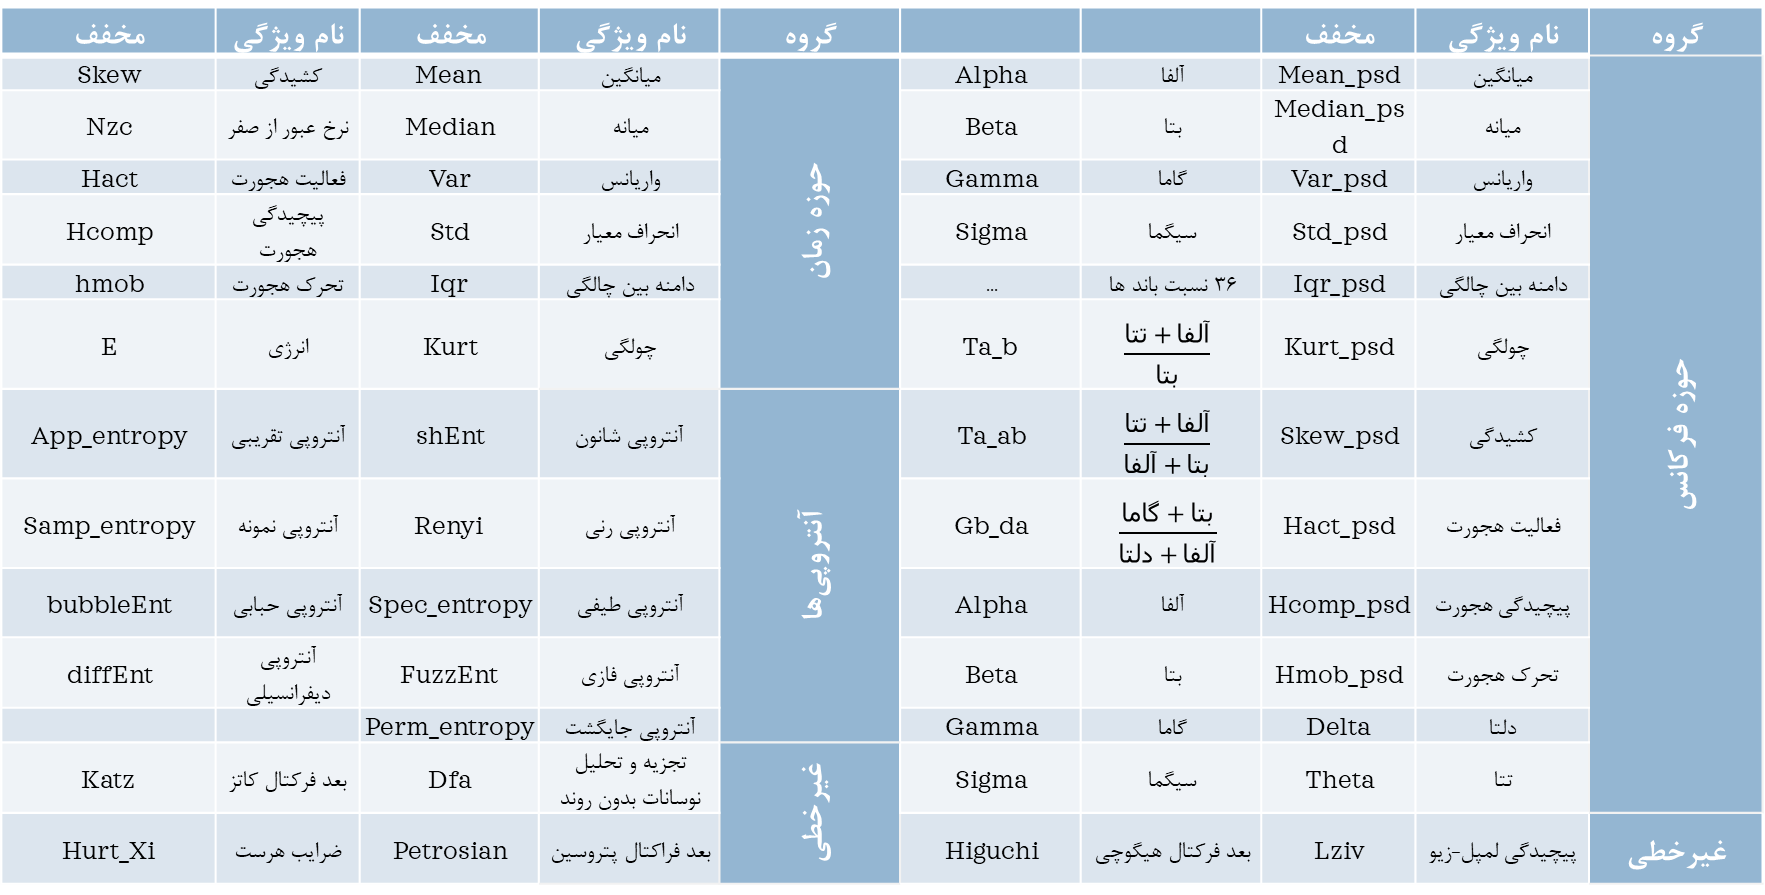 گروه نام ویژگی مخفف گروه نام ویژگی مخفف نام ویژگی مخفف
حوزه فرکانس
میانگین Mean_psd آلفا Alpha حوزه زمان میانگین Mean کشیدگی Skew
میانه Median_ps
d بتا Beta میانه Median نرخ عبور از صفر Nzc
واریانس Var_psd گاما Gamma واریانس Var فعالیت هجورت Hact
انحراف معیار Std_psd سیگما Sigma انحراف معیار Std پیچیدگی
هجورت Hcomp
دامنه بین چالگی Iqr_psd ۳۶ نسبت باند ها ... دامنه بین چالگی Iqr تحرک هجورت hmob
چولگی Kurt_psd آلفا + تتا
بتا Ta_b چولگی Kurt انرژی E
کشیدگی Skew_psd آلفا + تتا
بتا + آلفا Ta_ab آنتروپی‌ها آنتروپی شانون shEnt آنتروپی تقریبی App_entropy
فعالیت هجورت Hact_psd بتا + گاما
آلفا + دلتا Gb_da آنتروپی رنی Renyi آنتروپی نمونه Samp_entropy
پیچیدگی هجورت Hcomp_psd آلفا Alpha آنتروپی طیفی Spec_entropy آنتروپی حبابی bubbleEnt
تحرک هجورت Hmob_psd بتا Beta آنتروپی فازی FuzzEnt آنتروپی
دیفرانسیلی diffEnt
دلتا Delta گاما Gamma آنتروپی جایگشت Perm_entropy
تتا Theta سیگما Sigma غیرخطی تجزیه و تحلیل
نوسانات بدون روند Dfa بعد فرکتال کاتز Katz
غیرخطی پیچیدگی لمپل-زیو Lziv بعد فرکتال هیگوچی Higuchi بعد فراکتال پتروسین Petrosian ضرایب هرست Hurt_Xi